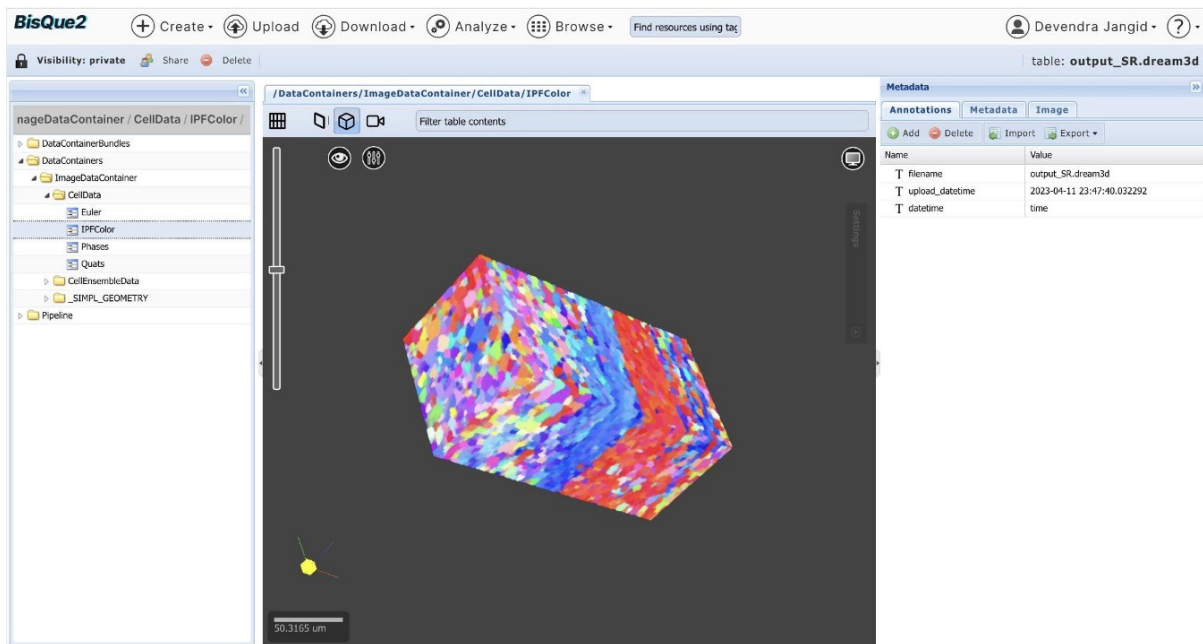 BisQue2 Create Upload Download Analyze Browse Find resources using tag Devendra Jangid ?
Visibility: private Share Delete table: output_SR.dream3d
nageDataContainer / CellData / IPFColor /
DataContainerBundles
DataContainers
ImageDataContainer
CellData
Euler
IPFColor
Phases
Quats
CellEnsembleData
_SIMPL_GEOMETRY
Pipeline
/DataContainers/ImageDataContainer/CellData/IPFColor
Filter table contents
Settings
50.3165 um
Metadata
Annotations Metadata Image
Add Delete Import Export
Name Value
T filename output_SR.dream3d
T upload_datetime 2023-04-11 23:47:40.032292
T datetime time